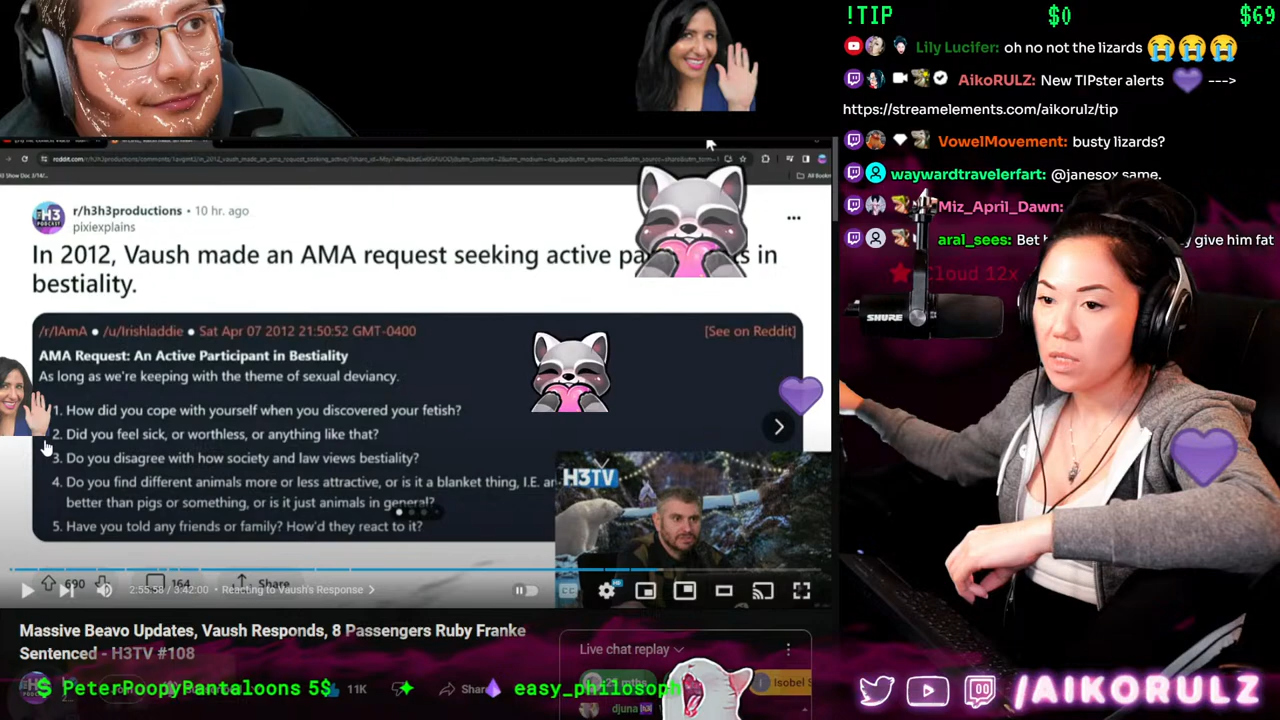 !TIP $0 $69
Lily Lucifer: oh no not the lizards
AikoRULZ: New TIPster alerts --->
https://streamelements.com/aikorulz/tip
VowelMovement: busty lizards?
waywardtravelerfart: @janesox same.
Miz_April_Dawn:
aral_sees: Bet give him fat
Cloud 12x
r/h3h3productions • 10 hr. ago
pixiexplains
In 2012, Vaush made an AMA request seeking active in
bestiality.
/r/IAmA • /u/Irishladdie • Sat Apr 07 2012 21:50:52 GMT-0400 [See on Reddit]
AMA Request: An Active Participant in Bestiality
As long as we're keeping with the theme of sexual deviancy.
1. How did you cope with yourself when you discovered your fetish?
2. Did you feel sick, or worthless, or anything like that?
3. Do you disagree with how society and law views bestiality?
4. Do you find different animals more or less attractive, or is it a blanket thing, I.E. are
better than pigs or something, or is it just animals in general?
5. Have you told any friends or family? How'd they react to it?
H3TV
SHURE
690 164 Share
2:55:58 / 3:42:00 • Reacting to Vaush's Response >
Massive Beavo Updates, Vaush Responds, 8 Passengers Ruby Franke
Sentenced - H3TV #108
Live chat replay
Isobel S
djuna
11K Share
$ PeterPoopyPantaloons 5$ easy_philosoph
/AIKORULZ